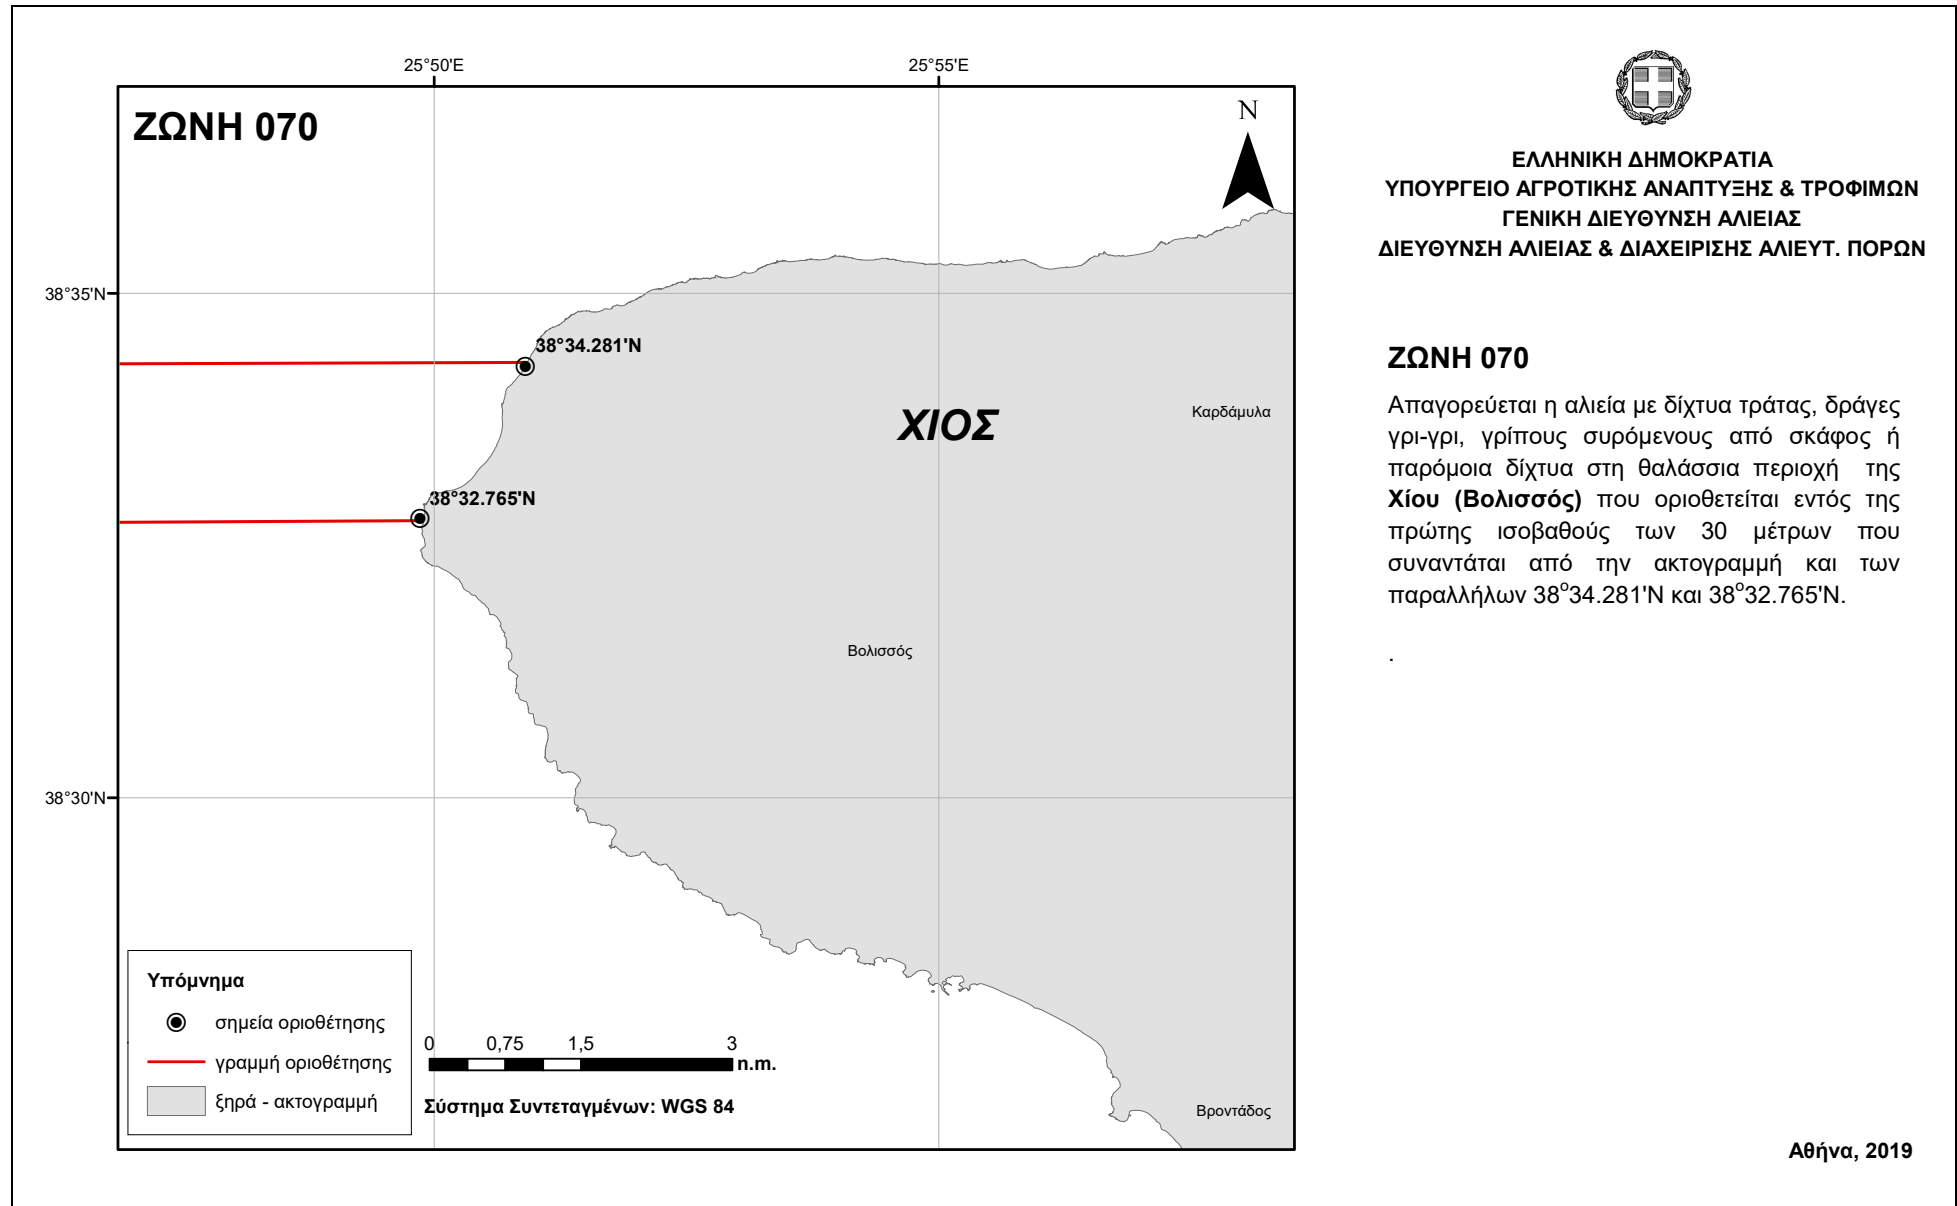 25°50'E
25°55'E
ΖΩΝΗ 070
N
38°35'N
38°34.281'N
ΧΙΟΣ
Καρδάμυλα
38°32.765'N
Βολισσός
38°30'N
Υπόμνημα
σημεία οριοθέτησης
γραμμή οριοθέτησης
ξηρά - ακτογραμμή
0 0,75 1,5 3
n.m.
Σύστημα Συντεταγμένων: WGS 84
Βροντάδος
ΕΛΛΗΝΙΚΗ ΔΗΜΟΚΡΑΤΙΑ
ΥΠΟΥΡΓΕΙΟ ΑΓΡΟΤΙΚΗΣ ΑΝΑΠΤΥΞΗΣ & ΤΡΟΦΙΜΩΝ
ΓΕΝΙΚΗ ΔΙΕΥΘΥΝΣΗ ΑΛΙΕΙΑΣ
ΔΙΕΥΘΥΝΣΗ ΑΛΙΕΙΑΣ & ΔΙΑΧΕΙΡΙΣΗΣ ΑΛΙΕΥΤ. ΠΟΡΩΝ
ΖΩΝΗ 070
Απαγορεύεται η αλιεία με δίχτυα τράτας, δράγες
γρι-γρι, γρίπους συρόμενους από σκάφος ή
παρόμοια δίχτυα στη θαλάσσια περιοχή της
Χίου (Βολισσός) που οριοθετείται εντός της
πρώτης ισοβαθούς των 30 μέτρων που
συναντάται από την ακτογραμμή και των
παραλλήλων 38°34.281'N και 38°32.765'N.
.
Αθήνα, 2019